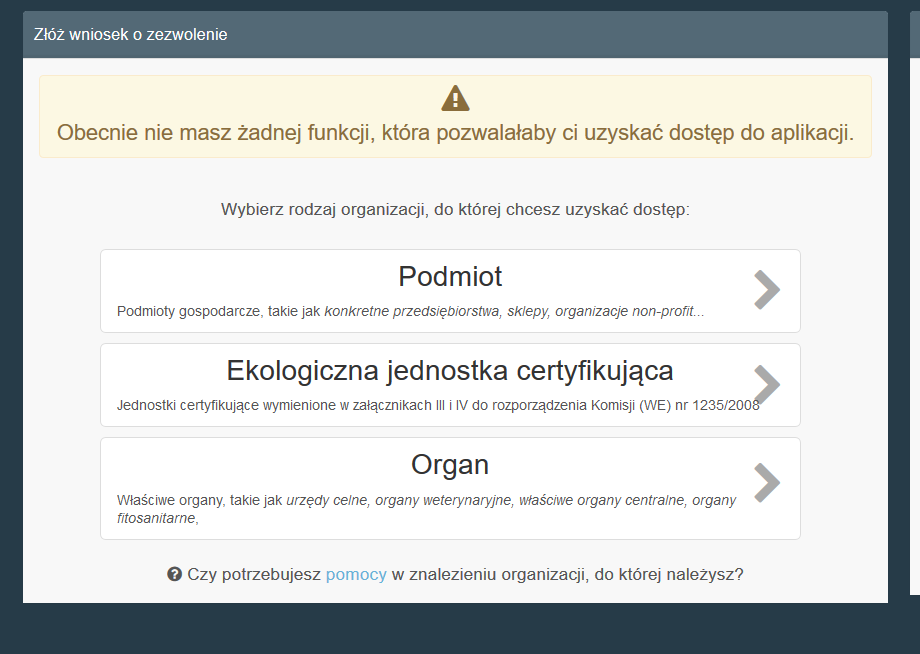 Złóż wniosek o zezwolenie
Obecnie nie masz żadnej funkcji, która pozwalałaby ci uzyskać dostęp do aplikacji.
Wybierz rodzaj organizacji, do której chcesz uzyskać dostęp:
Podmiot
Podmioty gospodarcze, takie jak konkretne przedsiębiorstwa, sklepy, organizacje non-profit...
Ekologiczna jednostka certyfikująca
Jednostki certyfikujące wymienione w załącznikach III i IV do rozporządzenia Komisji (WE) nr 1235/2008
Organ
Właściwe organy, takie jak urzędy celne, organy weterynaryjne, właściwe organy centralne, organy
fitosanitarne,
Czy potrzebujesz pomocy w znalezieniu organizacji, do której należysz?